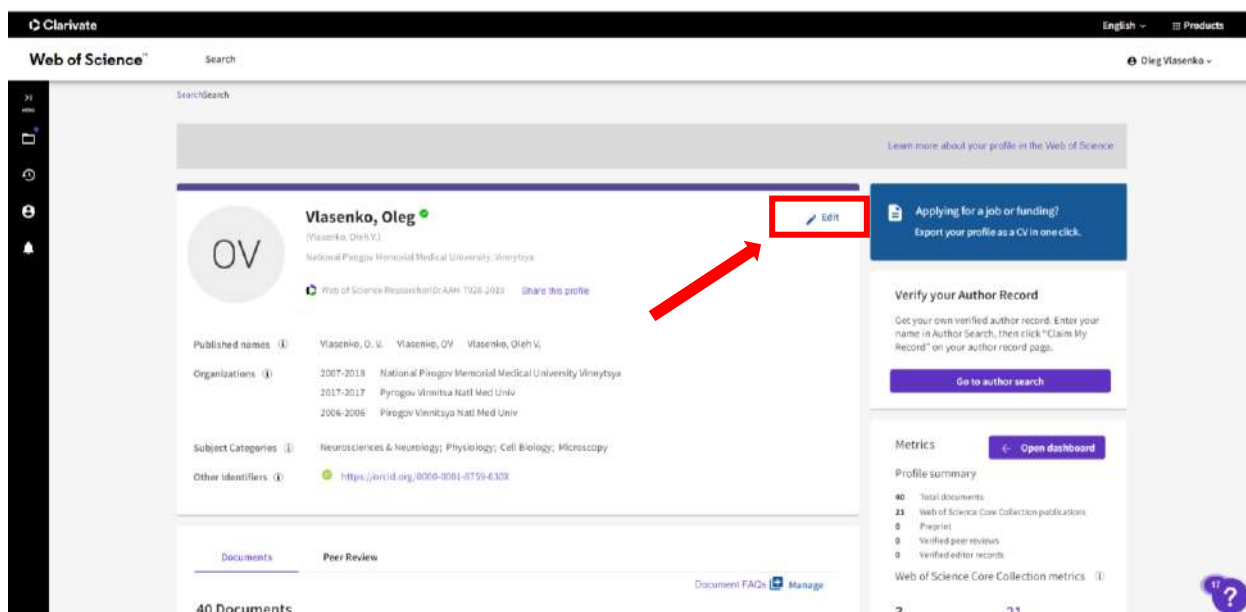 Clarivate
English
Products
Web of Science™
Search
Oleg Vlasenko
MENU
SearchSearch
Learn more about your profile in the Web of Science
OV
Vlasenko, Oleg
(Vlasenko, Oleh V.)
National Pirogov Memorial Medical University, Vinnytsya
Web of Science ResearcherID: AAH-7928-2019 Share this profile
Edit
Published names Vlasenko, O. V. Vlasenko, OV Vlasenko, Oleh V.
Organizations 2007-2018 National Pirogov Memorial Medical University Vinnytsya
2017-2017 Pyrogov Vinnitsa Natl Med Univ
2006-2006 Pirogov Vinnitsya Natl Med Univ
Subject Categories Neurosciences & Neurology; Physiology; Cell Biology; Microscopy
Other Identifiers https://orcid.org/0000-0001-8759-630X
Documents Peer Review
Document FAQs Manage
40 Documents
Applying for a job or funding?
Export your profile as a CV in one click.
Verify your Author Record
Get your own verified author record. Enter your
name in Author Search, then click "Claim My
Record" on your author record page.
Go to author search
Metrics
Open dashboard
Profile summary
40 Total documents
21 Web of Science Core Collection publications
0 Preprint
0 Verified peer reviews
0 Verified editor records
Web of Science Core Collection metrics
3 21
17
?